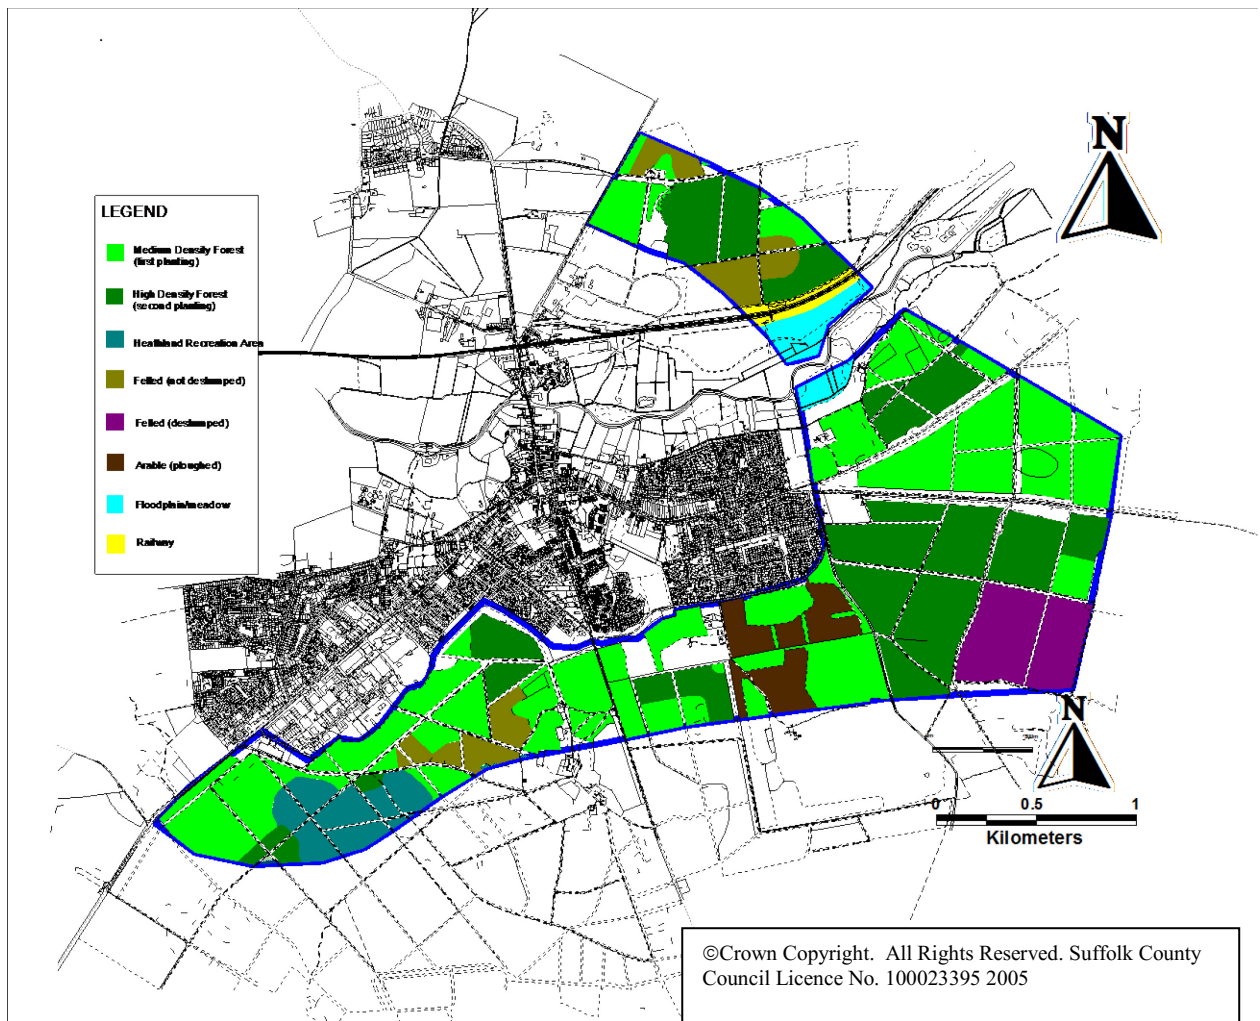 N
LEGEND
Medium Density Forest
(first planting)
High Density Forest
(second planting)
Heathland Recreation Area
Felled (not destumped)
Felled (destumped)
Arable (ploughed)
Floodplain/meadow
Railway
N
0 0.5 1
Kilometers
©Crown Copyright. All Rights Reserved. Suffolk County
Council Licence No. 100023395 2005